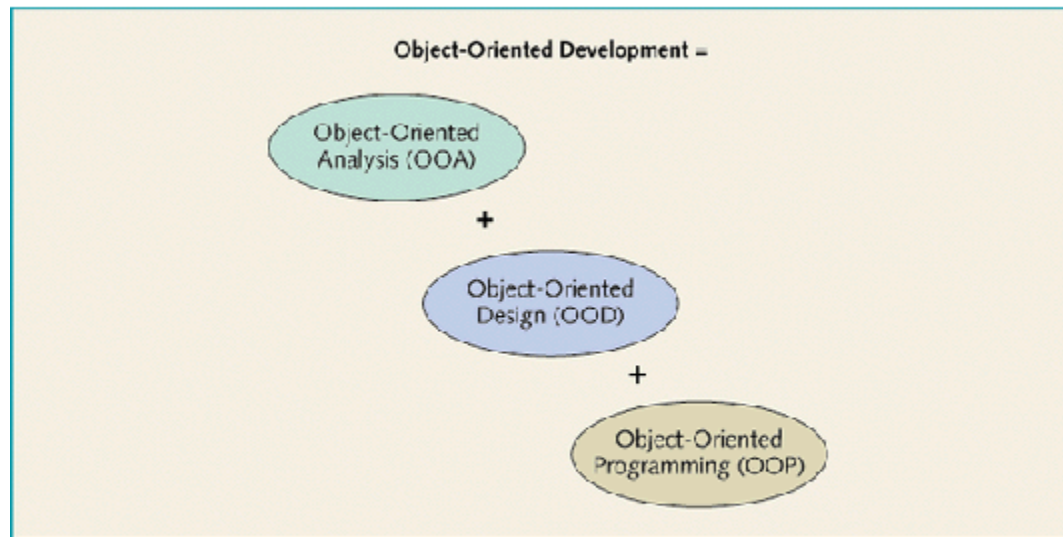 Object-Oriented Development =
Object-Oriented
Analysis (OOA)
+
Object-Oriented
Design (OOD)
+
Object-Oriented
Programming (OOP)